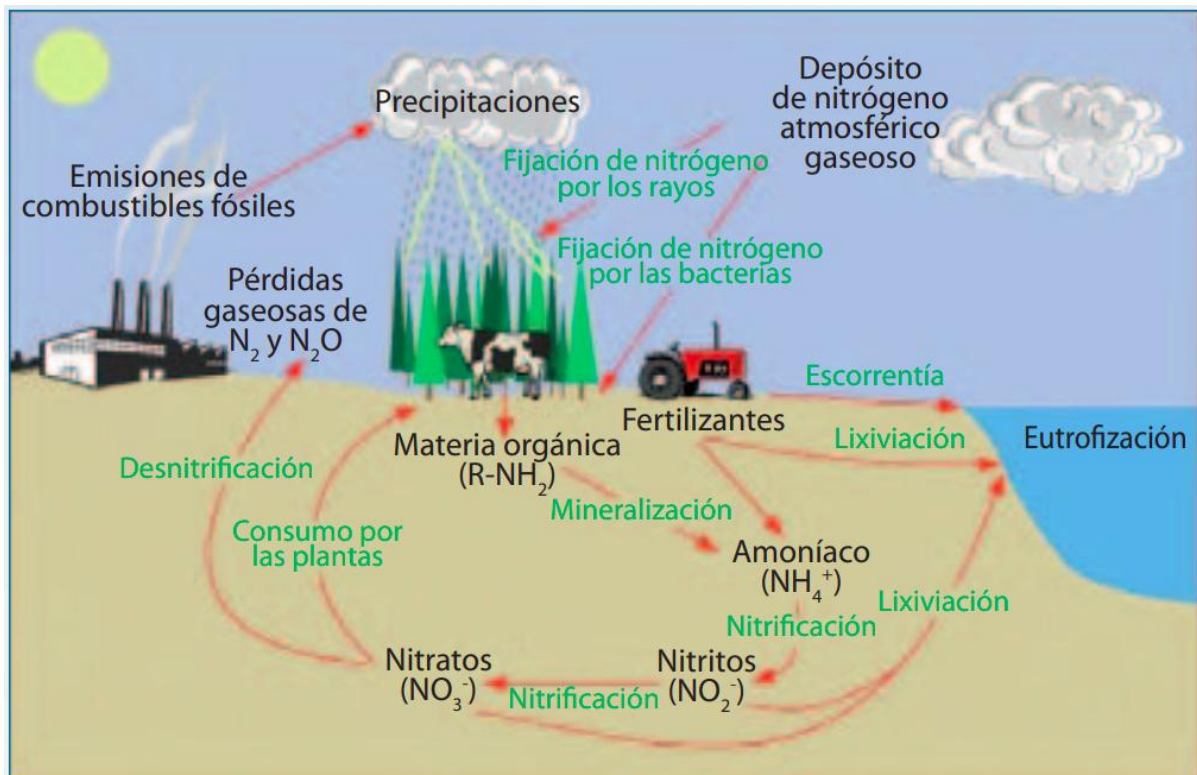 Precipitaciones
Depósito
de nitrógeno
atmosférico
gaseoso
Emisiones de
combustibles fósiles
Fijación de nitrógeno
por los rayos
Fijación de nitrógeno
por las bacterias
Pérdidas
gaseosas de
N₂ y N₂O
Escorrentía
Fertilizantes
Lixiviación
Eutrofización
Materia orgánica
(R-NH₂)
Desnitrificación
Mineralización
Consumo por
las plantas
Amoníaco
(NH₄⁺)
Lixiviación
Nitrificación
Nitratos
(NO₃⁻)
Nitritos
(NO₂⁻)
Nitrificación